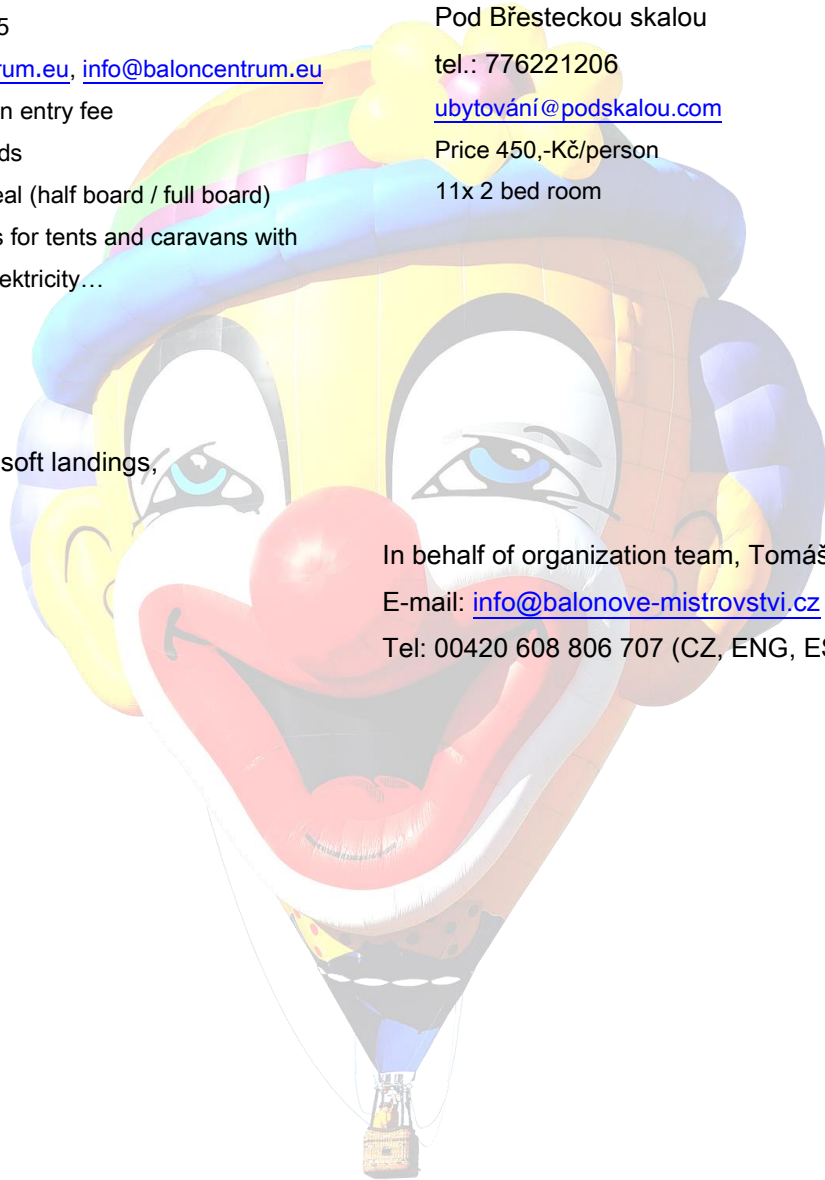 5
rum.eu, info@baloncentrum.eu
n entry fee
ds
eal (half board / full board)
s for tents and caravans with
ektricity…
Pod Břesteckou skalou
tel.: 776221206
ubytování@podskalou.com
Price 450,-Kč/person
11x 2 bed room
soft landings,
In behalf of organization team, Tomáš
E-mail: info@balonove-mistrovstvi.cz
Tel: 00420 608 806 707 (CZ, ENG, ES